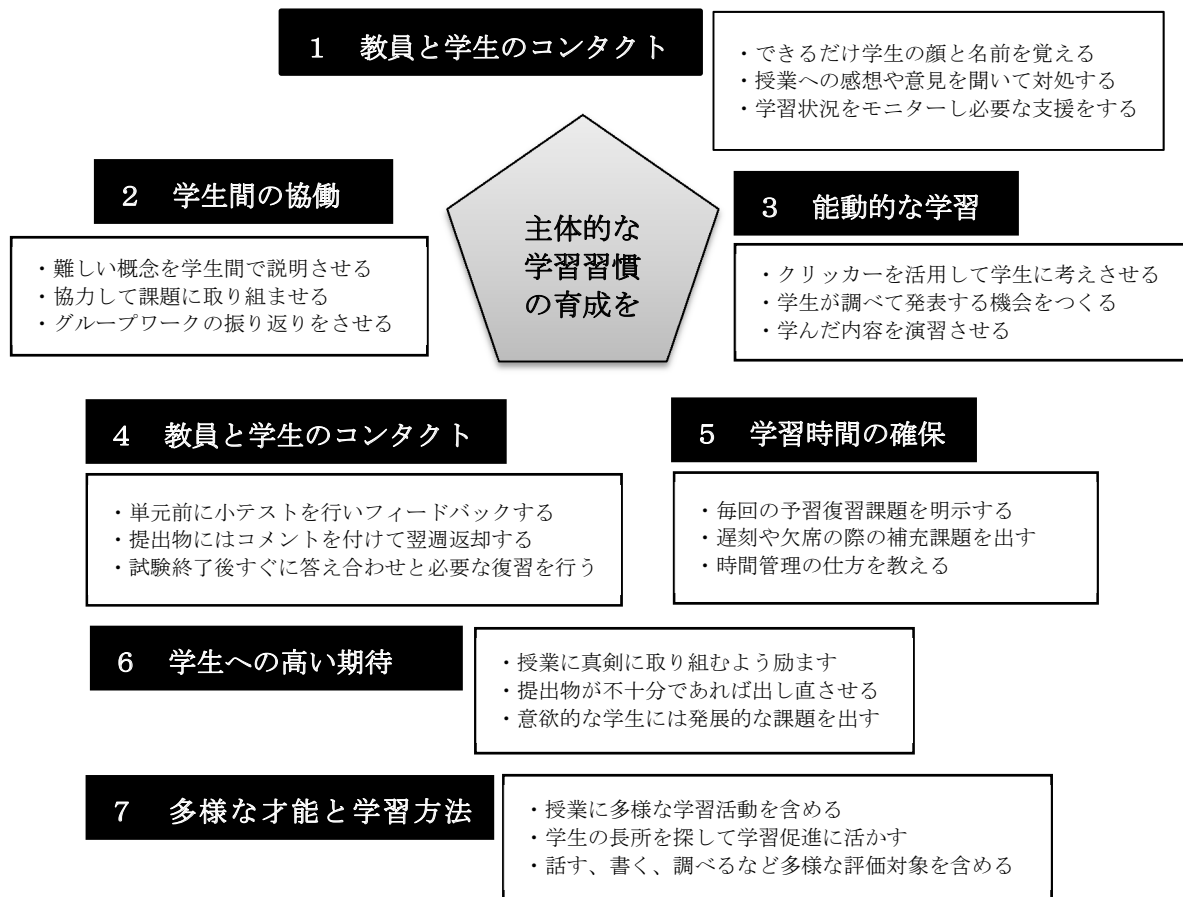 1 教員と学生のコンタクト
・できるだけ学生の顔と名前を覚える
・授業への感想や意見を聞いて対処する
・学習状況をモニターし必要な支援をする
2 学生間の協働
・難しい概念を学生間で説明させる
・協力して課題に取り組ませる
・グループワークの振り返りをさせる
主体的な
学習習慣
の育成を
3 能動的な学習
・クリッカーを活用して学生に考えさせる
・学生が調べて発表する機会をつくる
・学んだ内容を演習させる
4 教員と学生のコンタクト
・単元前に小テストを行いフィードバックする
・提出物にはコメントを付けて翌週返却する
・試験終了後すぐに答え合わせと必要な復習を行う
5 学習時間の確保
・毎回の予習復習課題を明示する
・遅刻や欠席の際の補充課題を出す
・時間管理の仕方を教える
6 学生への高い期待
・授業に真剣に取り組むよう励ます
・提出物が不十分であれば出し直させる
・意欲的な学生には発展的な課題を出す
7 多様な才能と学習方法
・授業に多様な学習活動を含める
・学生の長所を探して学習促進に活かす
・話す、書く、調べるなど多様な評価対象を含める